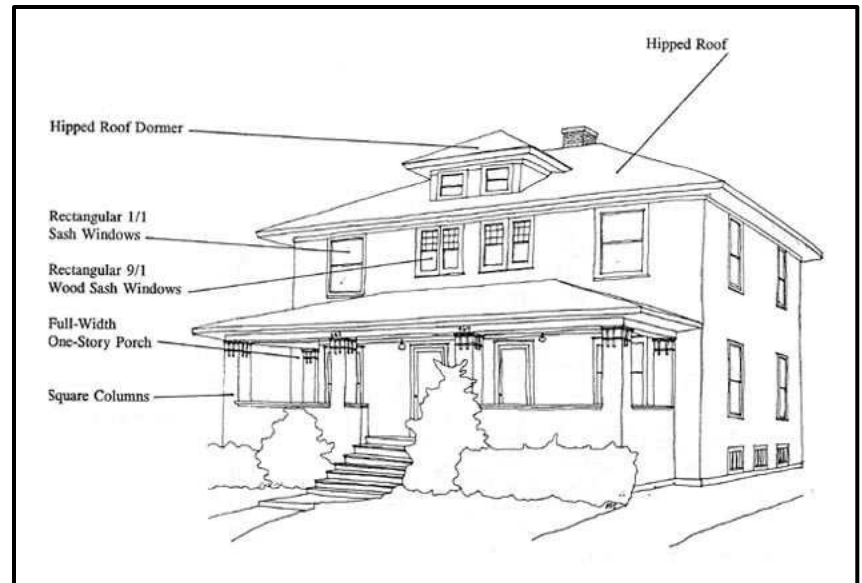 Hipped Roof
Hipped Roof Dormer
Rectangular 1/1
Sash Windows
Rectangular 9/1
Wood Sash Windows
Full-Width
One-Story Porch
Square Columns